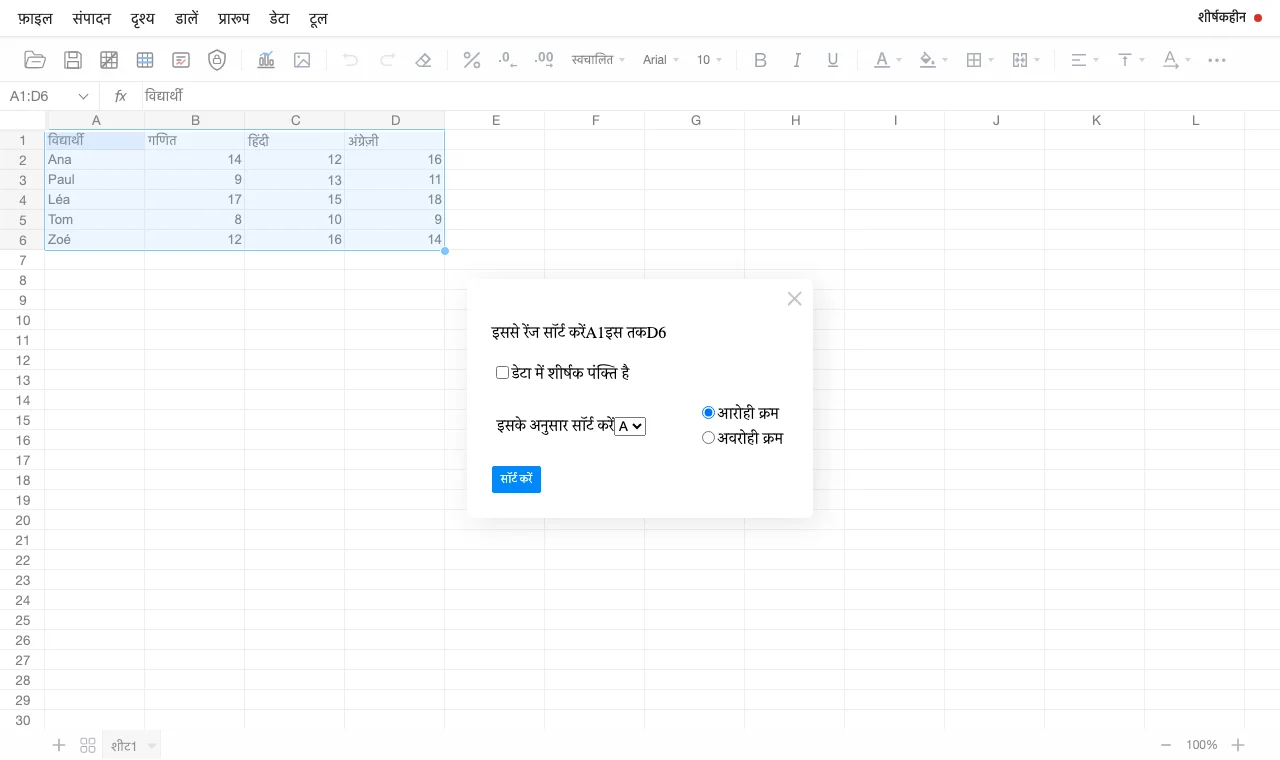 फ़ाइल संपादन दृश्य डालें प्रारूप डेटा टूल शीर्षकहीन
% .0 .00 स्वचालित Arial 10 B I U A A
A1:D6 fx विद्यार्थी
A B C D E F G H I J K L
1 विद्यार्थी गणित हिंदी अंग्रेज़ी
2 Ana 14 12 16
3 Paul 9 13 11
4 Léa 17 15 18
5 Tom 8 10 9
6 Zoé 12 16 14
7
8
9
10
11
12
13
14
15
16
17
18
19
20
21
22
23
24
25
26
27
28
29
30
इससे रेंज सॉर्ट करेंA1इस तकD6
डेटा में शीर्षक पंक्ति है
इसके अनुसार सॉर्ट करें A
आरोही क्रम
अवरोही क्रम
सॉर्ट करें
शीट1 100%